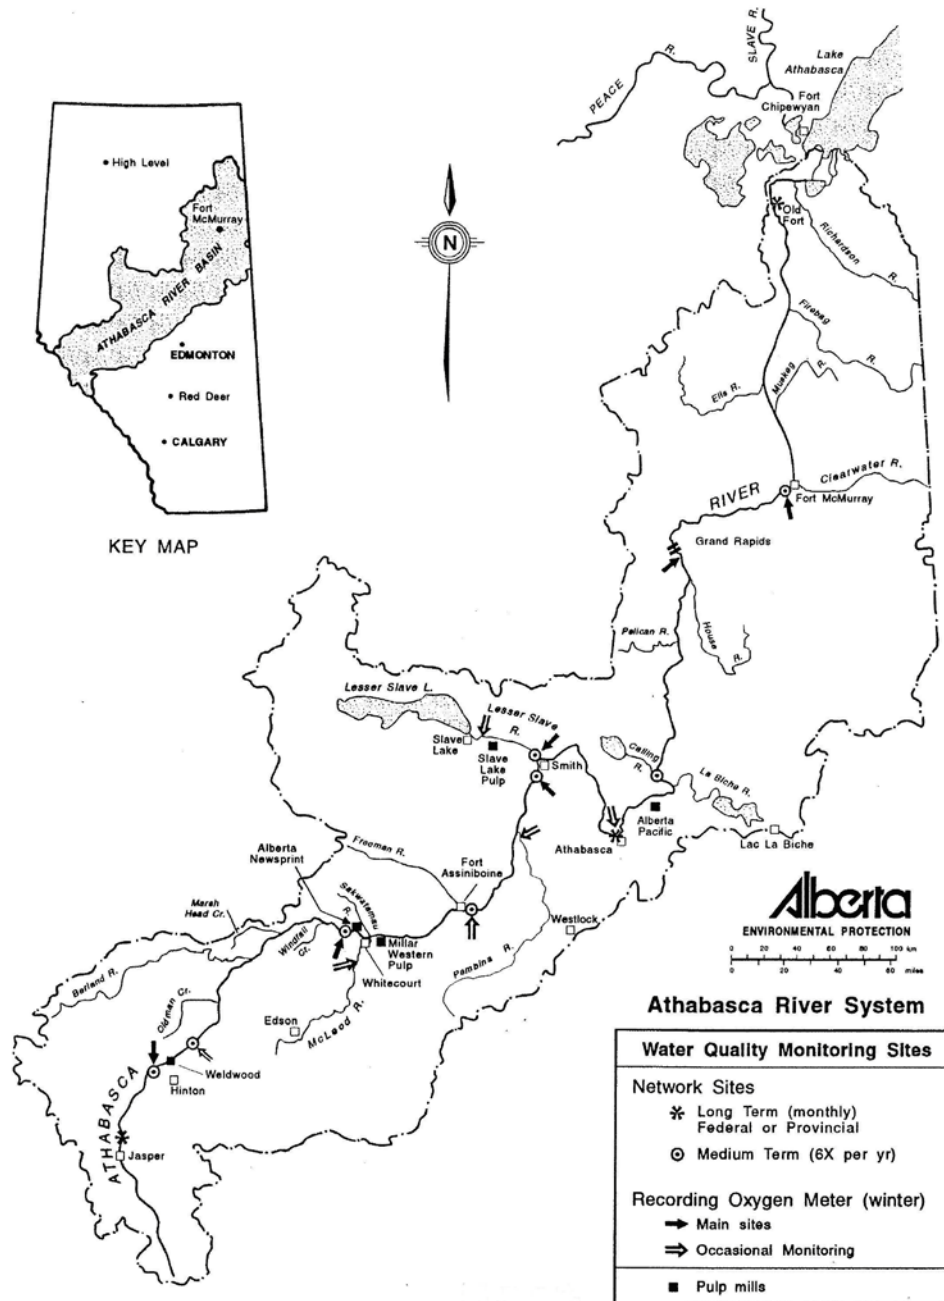 SLAVE R.
PEACE R.
Lake
Athabasca
Fort
Chipewyan
High Level
Fort
McMurray
ATHABASCA RIVER BASIN
EDMONTON
Red Deer
CALGARY
KEY MAP
N
Old
Fort
Richardson R.
Firebag R.
Ells R.
Muskeg R.
Clearwater R.
Fort McMurray
RIVER
Grand Rapids
House R.
Pelican R.
Lesser Slave L.
Lesser Slave R.
Slave
Lake
Slave
Lake
Pulp
Smith
Calling R.
La Biche R.
Alberta
Pacific
Athabasca
Lac La Biche
Alberta
Newsprint
Freeman R.
Fort
Assiniboine
Sakwatamau R.
Marsh
Head Cr.
Windfall Cr.
Millar
Western
Pulp
Whitecourt
Westlock
Pembina R.
Berland R.
Oldman Cr.
Edson
McLeod R.
Weldwood
Hinton
ATHABASCA
Jasper
Alberta
ENVIRONMENTAL PROTECTION
0 20 40 60 80 100 km
0 20 40 60 miles
Athabasca River System
Water Quality Monitoring Sites
Network Sites
Long Term (monthly)
Federal or Provincial
Medium Term (6X per yr)
Recording Oxygen Meter (winter)
Main sites
Occasional Monitoring
Pulp mills